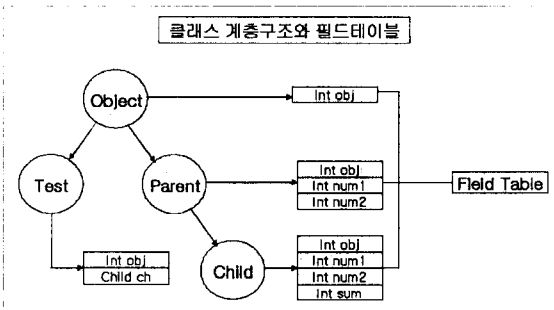 클래스 계층구조와 필드테이블
Object
Int obj
Test
Parent
Int obj
Int num1
Int num2
Field Table
Int obj
Child ch
Child
Int obj
Int num1
Int num2
Int sum